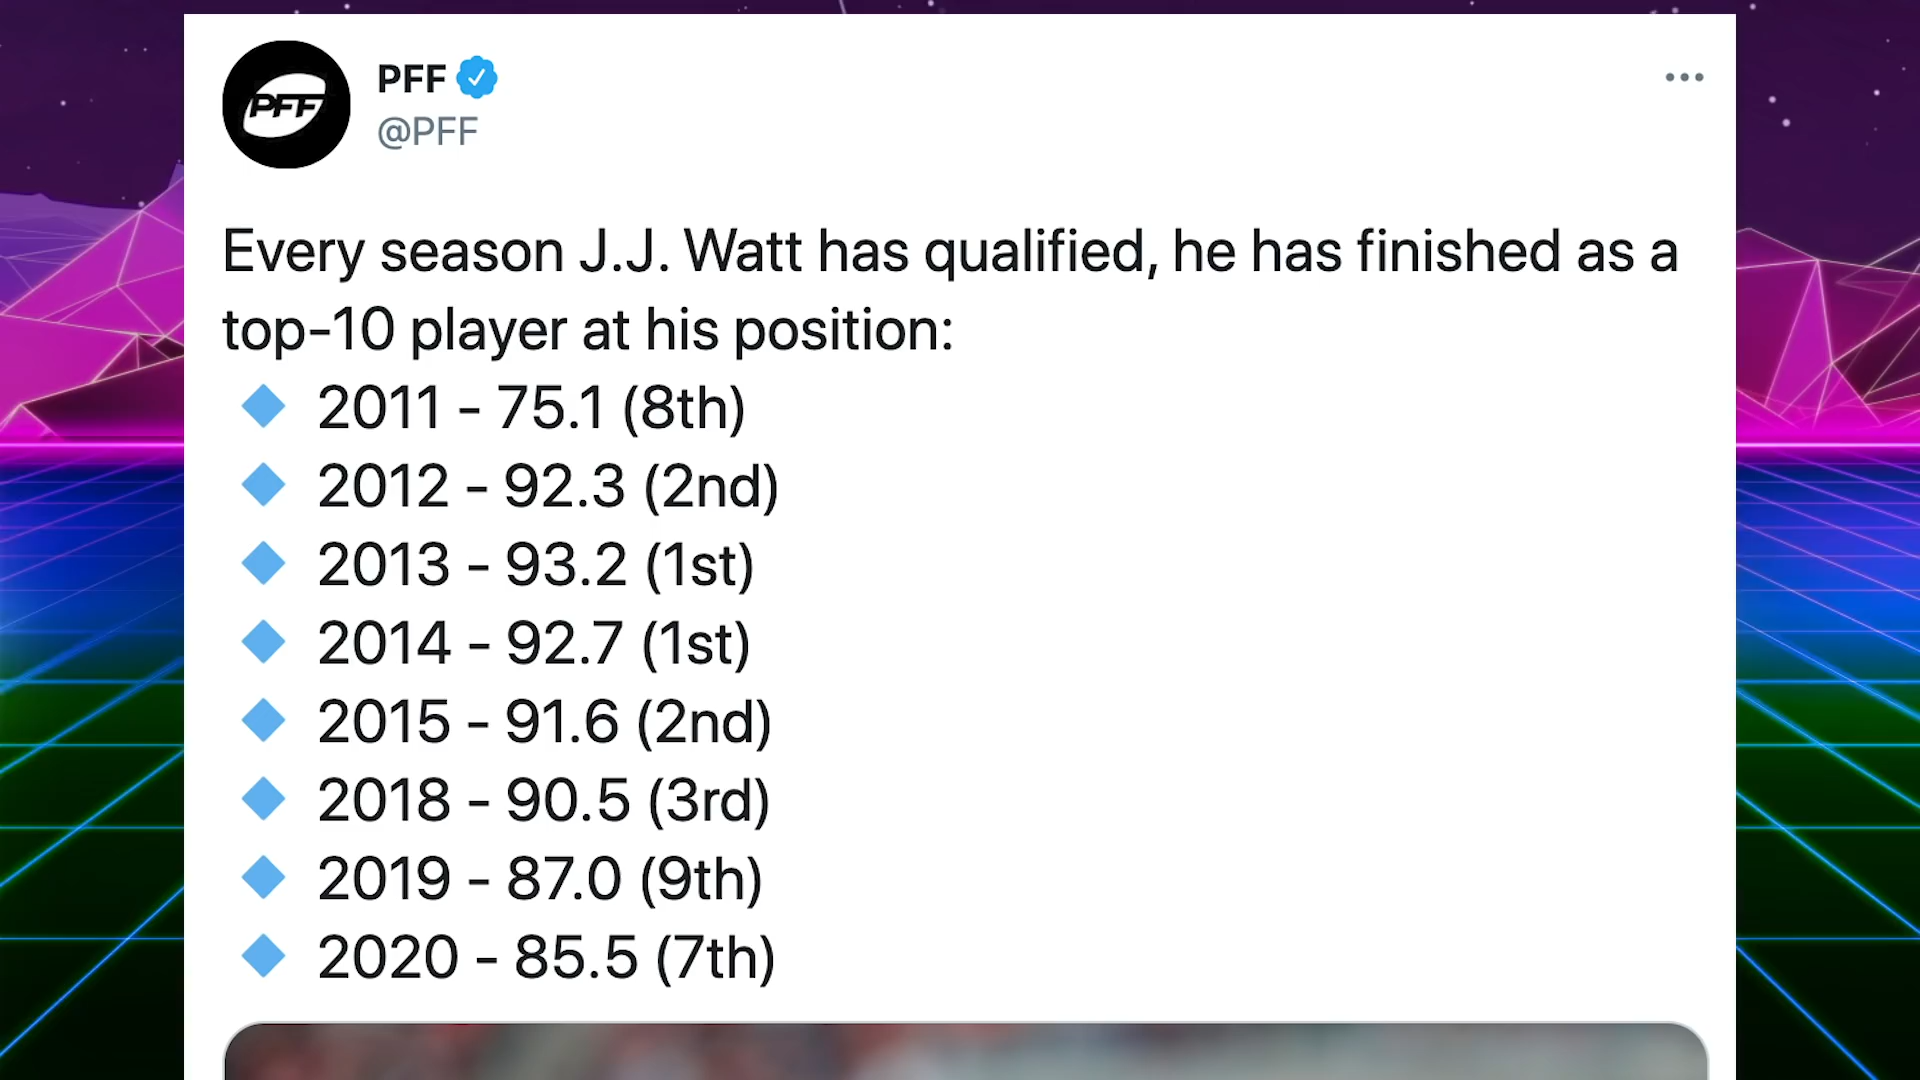 PFF
PFF
@PFF
Every season J.J. Watt has qualified, he has finished as a
top-10 player at his position:
2011 - 75.1 (8th)
2012 - 92.3 (2nd)
2013 - 93.2 (1st)
2014 - 92.7 (1st)
2015 - 91.6 (2nd)
2018 - 90.5 (3rd)
2019 - 87.0 (9th)
2020 - 85.5 (7th)